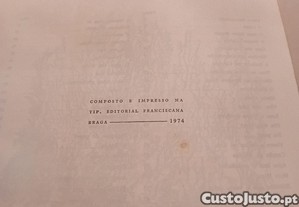 COMPOSTO E IMPRESSO NA
TIP. EDITORIAL FRANCISCANA
BRAGA ——————— 1974
CustoJusto.pt